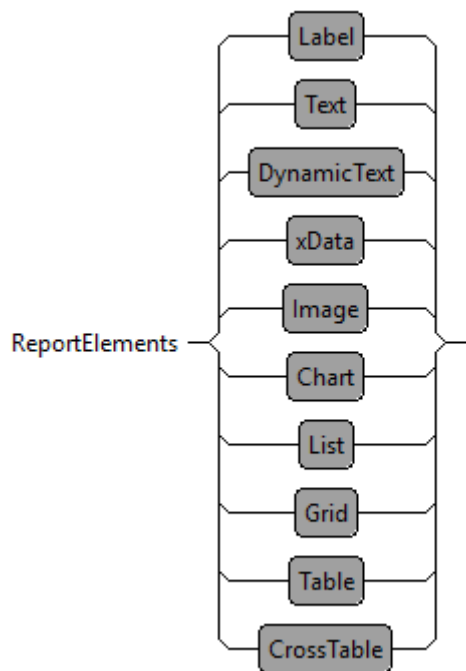 Label
Text
DynamicText
xData
Image
ReportElements
Chart
List
Grid
Table
CrossTable